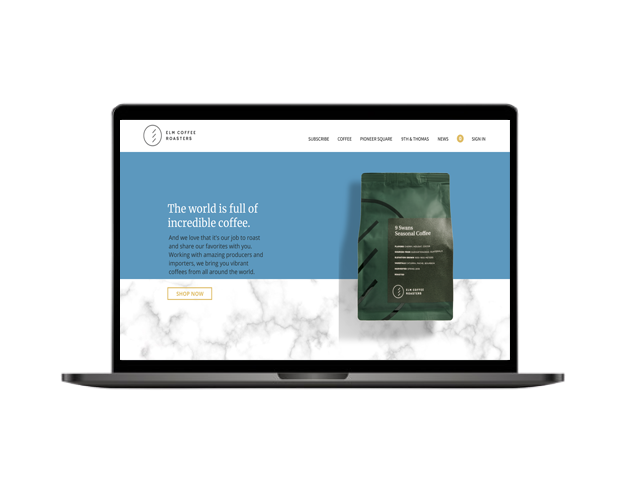 ELM COFFEE
ROASTERS
SUBSCRIBE COFFEE PIONEER SQUARE 9TH & THOMAS NEWS SIGN IN
The world is full of
incredible coffee.
And we love that it's our job to roast
and share our favorites with you.
Working with amazing producers and
importers, we bring you vibrant
coffees from all around the world.
SHOP NOW
9 Swans
Seasonal Coffee
ELM COFFEE
ROASTERS